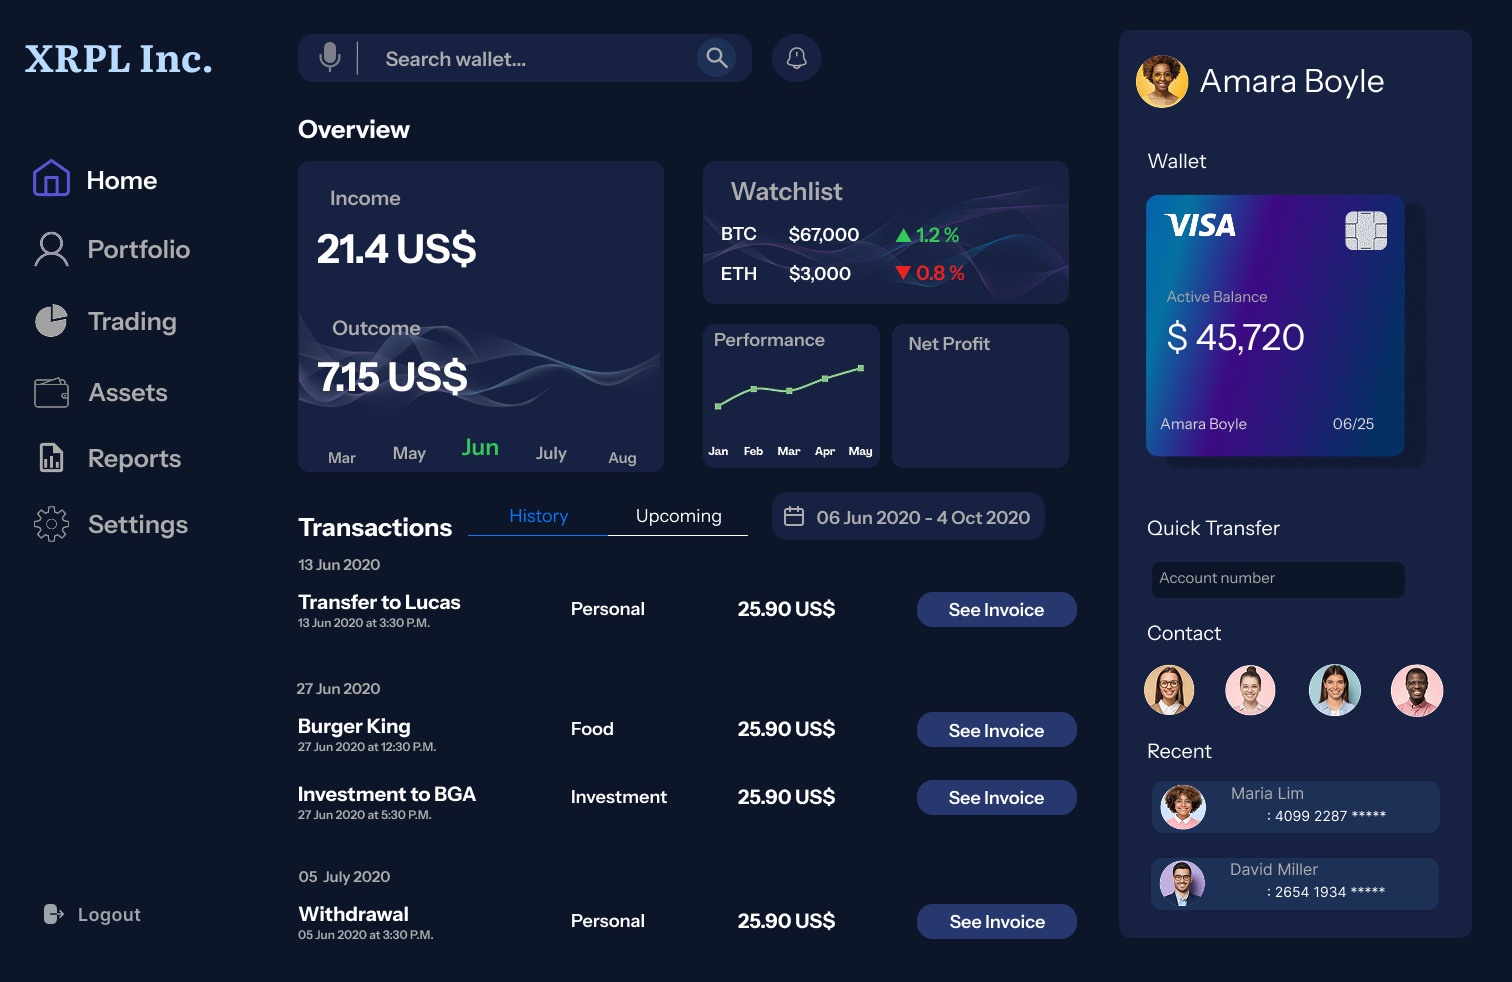 XRPL Inc.
Home
Portfolio
Trading
Assets
Reports
Settings
Logout
Search wallet...
Overview
Income
21.4 US$
Outcome
7.15 US$
Mar May Jun July Aug
Watchlist
BTC $67,000 ▲ 1.2 %
ETH $3,000 ▼ 0.8 %
Performance
Jan Feb Mar Apr May
Net Profit
Transactions
History Upcoming
06 Jun 2020 - 4 Oct 2020
13 Jun 2020
Transfer to Lucas Personal 25.90 US$ See Invoice
13 Jun 2020 at 3:30 P.M.
27 Jun 2020
Burger King Food 25.90 US$ See Invoice
27 Jun 2020 at 12:30 P.M.
Investment to BGA Investment 25.90 US$ See Invoice
27 Jun 2020 at 5:30 P.M.
05 July 2020
Withdrawal Personal 25.90 US$ See Invoice
05 Jun 2020 at 3:30 P.M.
Amara Boyle
Wallet
VISA
Active Balance
$ 45,720
Amara Boyle 06/25
Quick Transfer
Account number
Contact
Recent
Maria Lim
: 4099 2287 *****
David Miller
: 2654 1934 *****